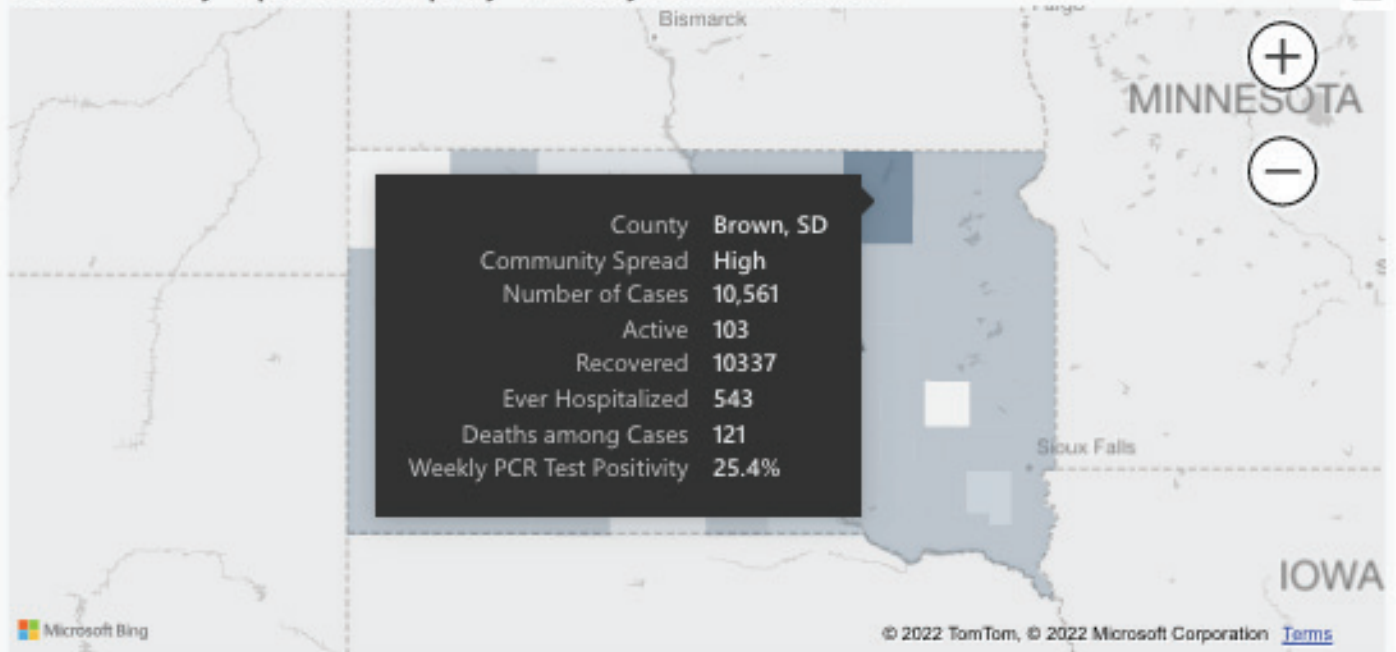 Bismarck
MINNESOTA
County Brown, SD
Community Spread High
Number of Cases 10,561
Active 103
Recovered 10337
Ever Hospitalized 543
Deaths among Cases 121
Weekly PCR Test Positivity 25.4%
Sioux Falls
IOWA
Microsoft Bing
© 2022 TomTom, © 2022 Microsoft Corporation Terms